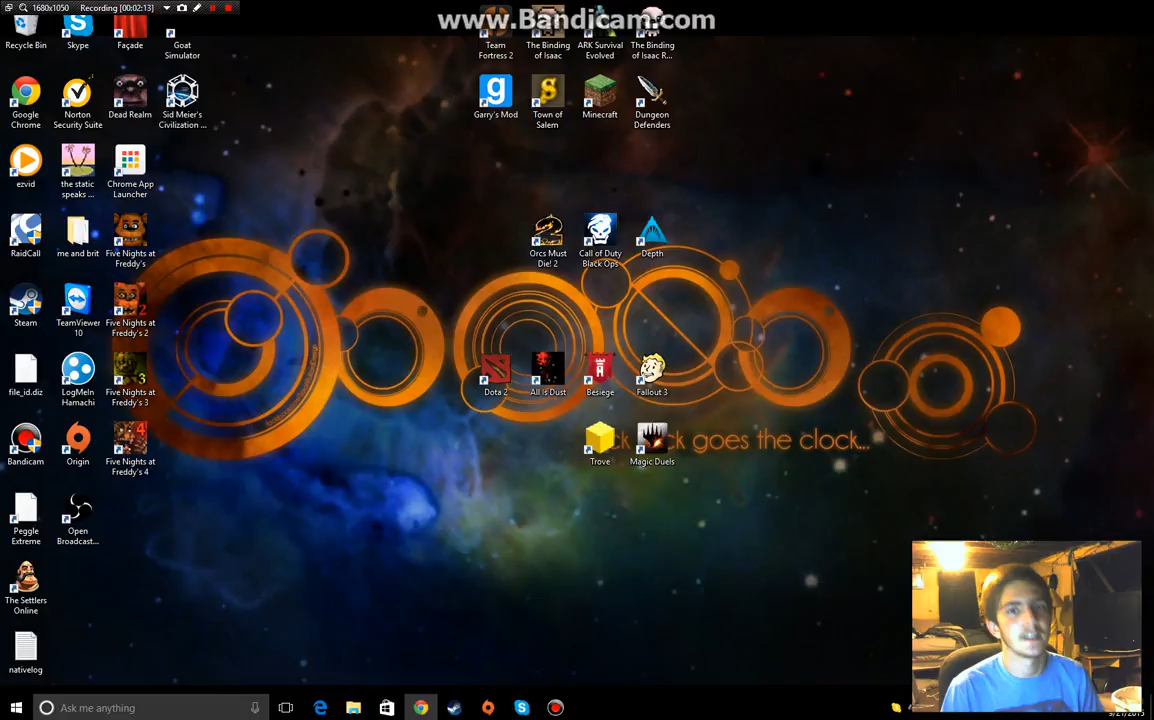 1680x1050 Recording [00:02:13]
www.Bandicam.com
Recycle Bin
Skype
Façade
Goat Simulator
Team Fortress 2
The Binding of Isaac
ARK Survival Evolved
The Binding of Isaac R...
Google Chrome
Norton Security Suite
Dead Realm
Sid Meier's Civilization ...
Garry's Mod
Town of Salem
Minecraft
Dungeon Defenders
ezvid
the static speaks ...
Chrome App Launcher
RaidCall
me and brit
Five Nights at Freddy's
Orcs Must Die! 2
Call of Duty Black Ops
Depth
Steam
TeamViewer 10
Five Nights at Freddy's 2
file_id.diz
LogMeIn Hamachi
Five Nights at Freddy's 3
Dota 2
All Is Dust
Besiege
Fallout 3
Bandicam
Origin
Five Nights at Freddy's 4
Trove
Magic Duels
goes the clock...
Peggle Extreme
Open Broadcast...
The Settlers Online
nativelog
Ask me anything